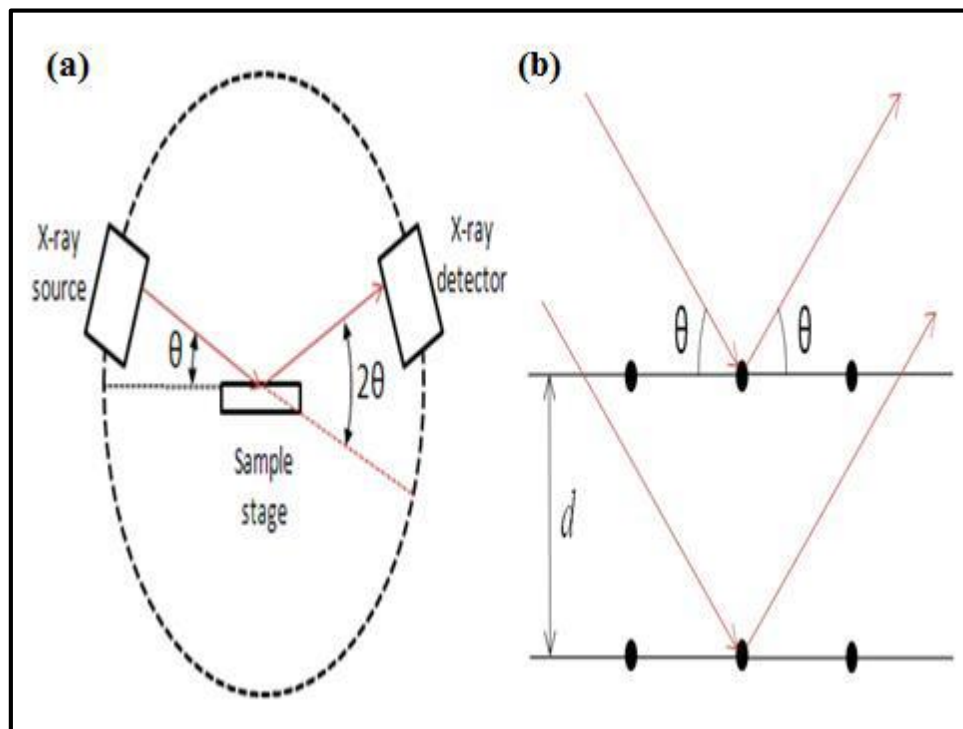 (a)
X-ray
source
X-ray
detector
θ
2θ
Sample
stage
(b)
θ
θ
d